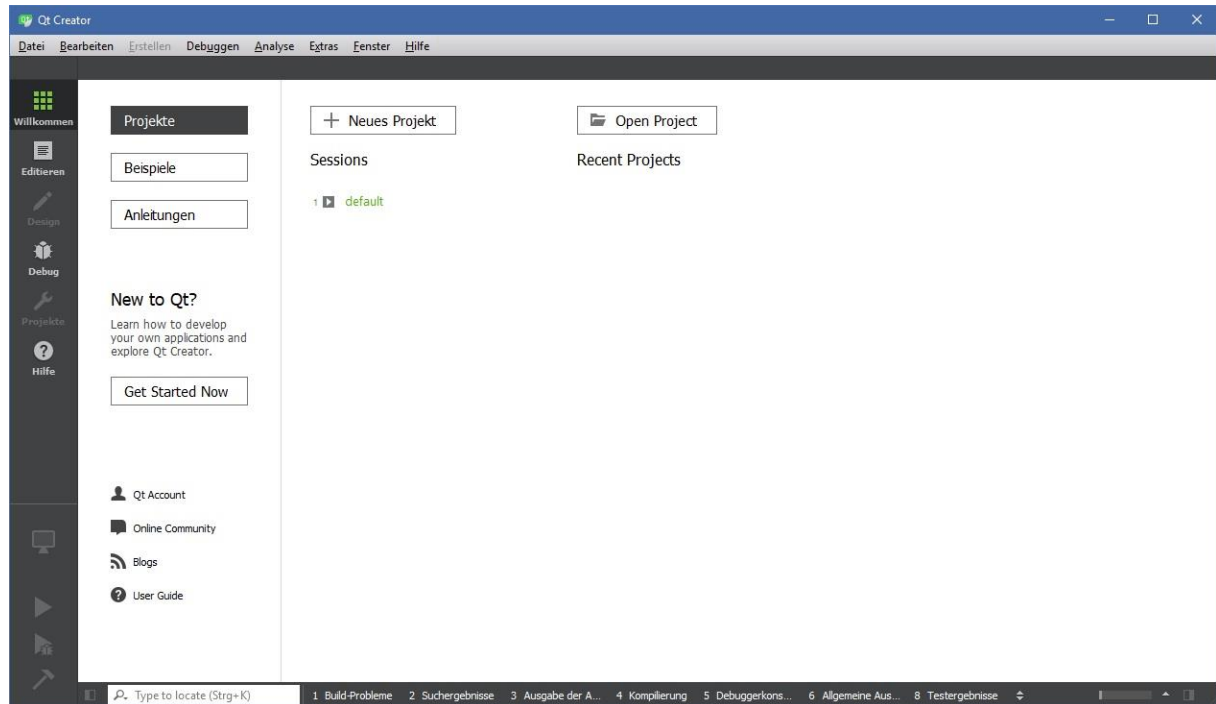 Qt Creator
Datei Bearbeiten Erstellen Debuggen Analyse Extras Fenster Hilfe
Willkommen
Editieren
Design
Debug
Projekte
Hilfe
Projekte
Beispiele
Anleitungen
New to Qt?
Learn how to develop
your own applications and
explore Qt Creator.
Get Started Now
Qt Account
Online Community
Blogs
User Guide
Neues Projekt
Sessions
1 default
Open Project
Recent Projects
Type to locate (Strg+K)
1 Build-Probleme 2 Suchergebnisse 3 Ausgabe der A... 4 Kompilierung 5 Debuggerkons... 6 Allgemeine Aus... 8 Testergebnisse